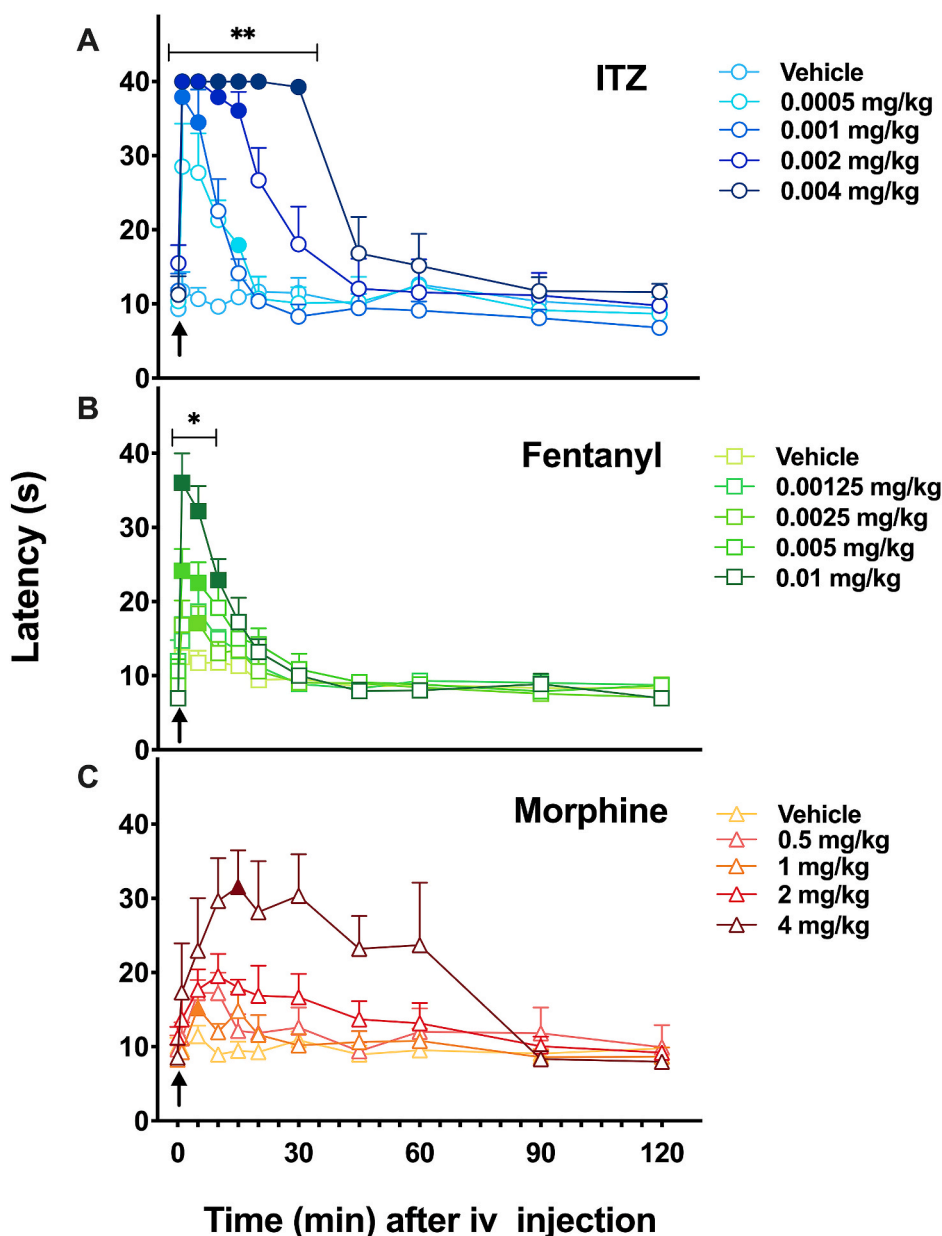 A
**
ITZ
40
30
20
10
0
Vehicle
0.0005 mg/kg
0.001 mg/kg
0.002 mg/kg
0.004 mg/kg
B
*
Fentanyl
40
30
20
10
0
Vehicle
0.00125 mg/kg
0.0025 mg/kg
0.005 mg/kg
0.01 mg/kg
Latency (s)
C
Morphine
40
30
20
10
0
Vehicle
0.5 mg/kg
1 mg/kg
2 mg/kg
4 mg/kg
0 30 60 90 120
Time (min) after iv injection